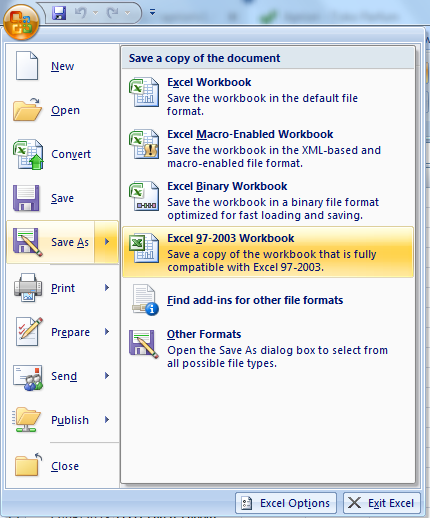 New
Open
Convert
Save
Save As
Print
Prepare
Send
Publish
Close
Save a copy of the document
Excel Workbook
Save the workbook in the default file
format.
Excel Macro-Enabled Workbook
Save the workbook in the XML-based and
macro-enabled file format.
Excel Binary Workbook
Save the workbook in a binary file format
optimized for fast loading and saving.
Excel 97-2003 Workbook
Save a copy of the workbook that is fully
compatible with Excel 97-2003.
Find add-ins for other file formats
Other Formats
Open the Save As dialog box to select from
all possible file types.
Excel Options
Exit Excel